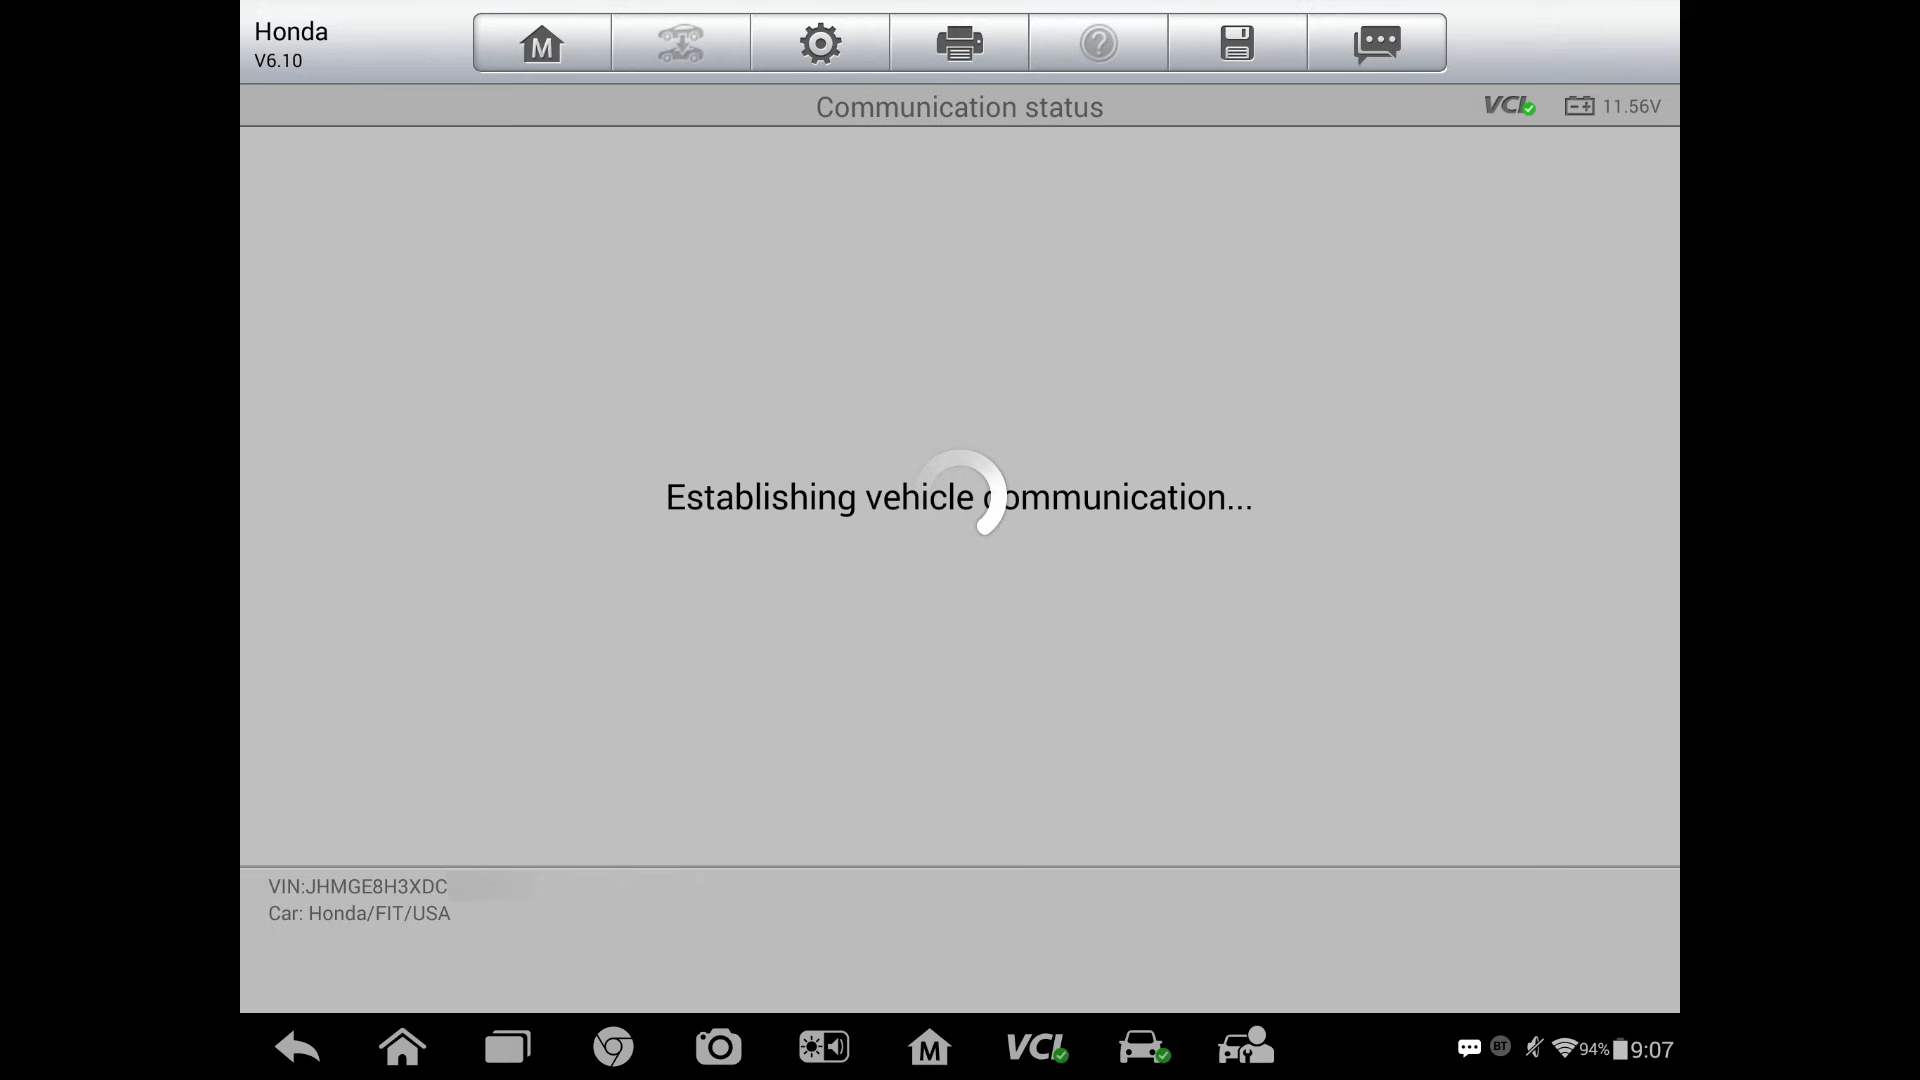 Honda
V6.10
M
?
Communication status
VCI
11.56V
Establishing vehicle communication...
VIN:JHMGE8H3XDC
Car: Honda/FIT/USA
M
VCI
BT
94%
9:07